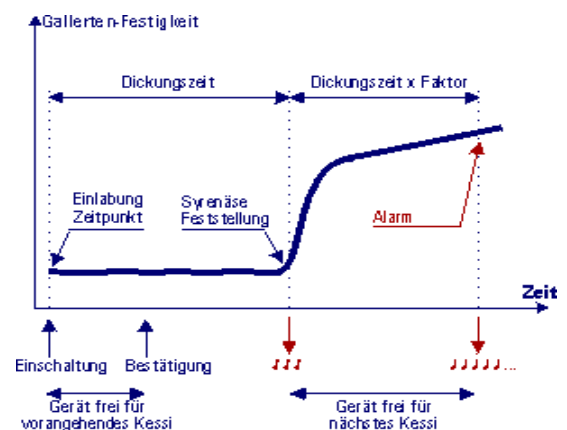 Gallerten-Festigkeit
Dickungszeit
Dickungszeit x Faktor
Einlabung
Zeitpunkt
Syrenäse
Feststellung
Alarm
Zeit
Einschaltung
Bestätigung
Gerät frei für
vorangehendes Kessi
Gerät frei für
nächstes Kessi